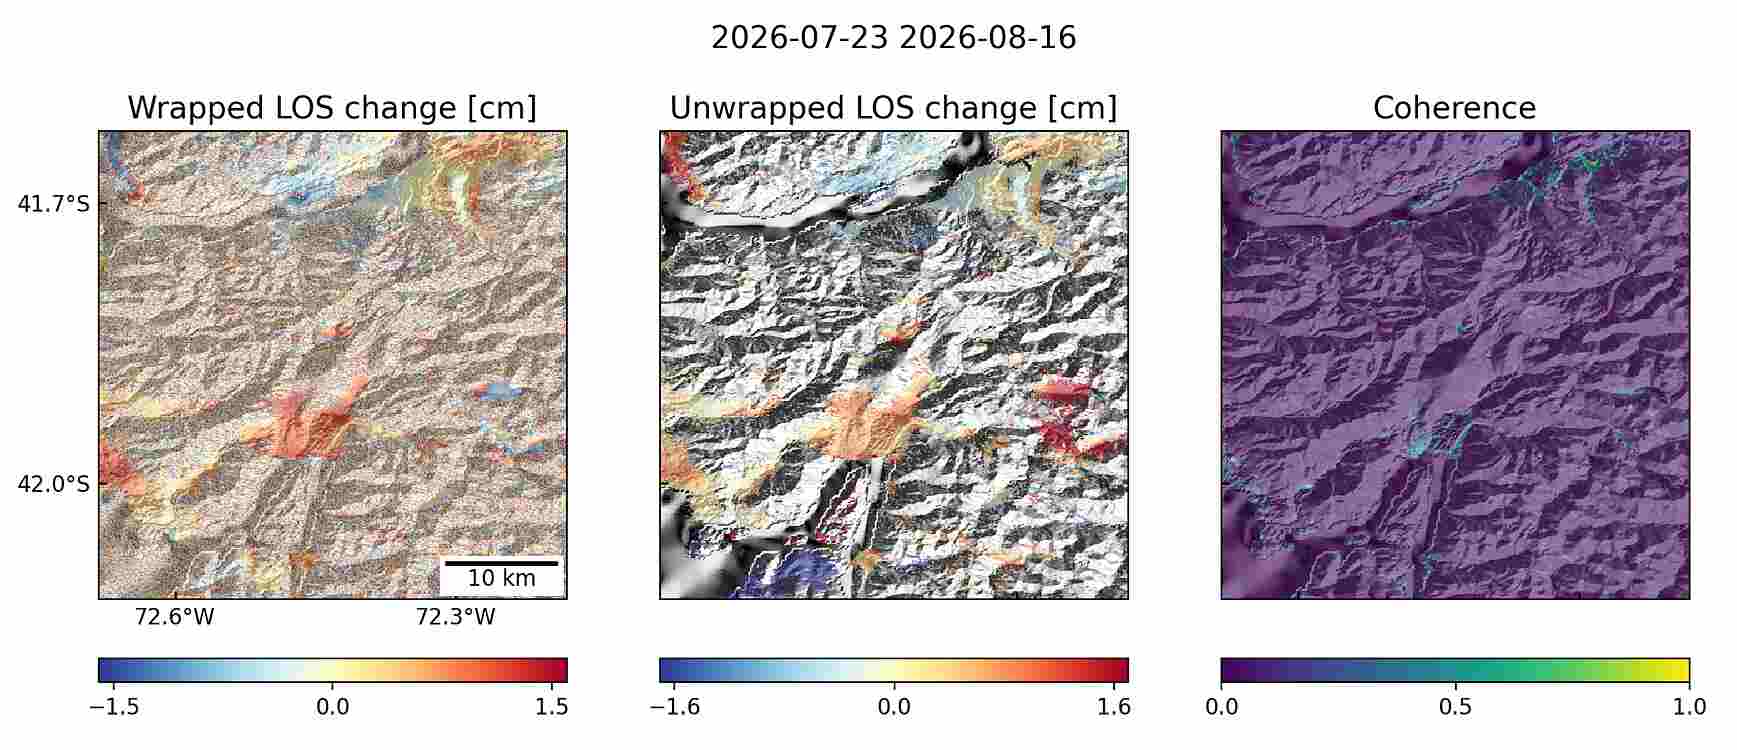 2026-07-23 2026-08-16
Wrapped LOS change [cm]
Unwrapped LOS change [cm]
Coherence
41.7°S
42.0°S
10 km
72.6°W
72.3°W
−1.5
0.0
1.5
−1.6
0.0
1.6
0.0
0.5
1.0